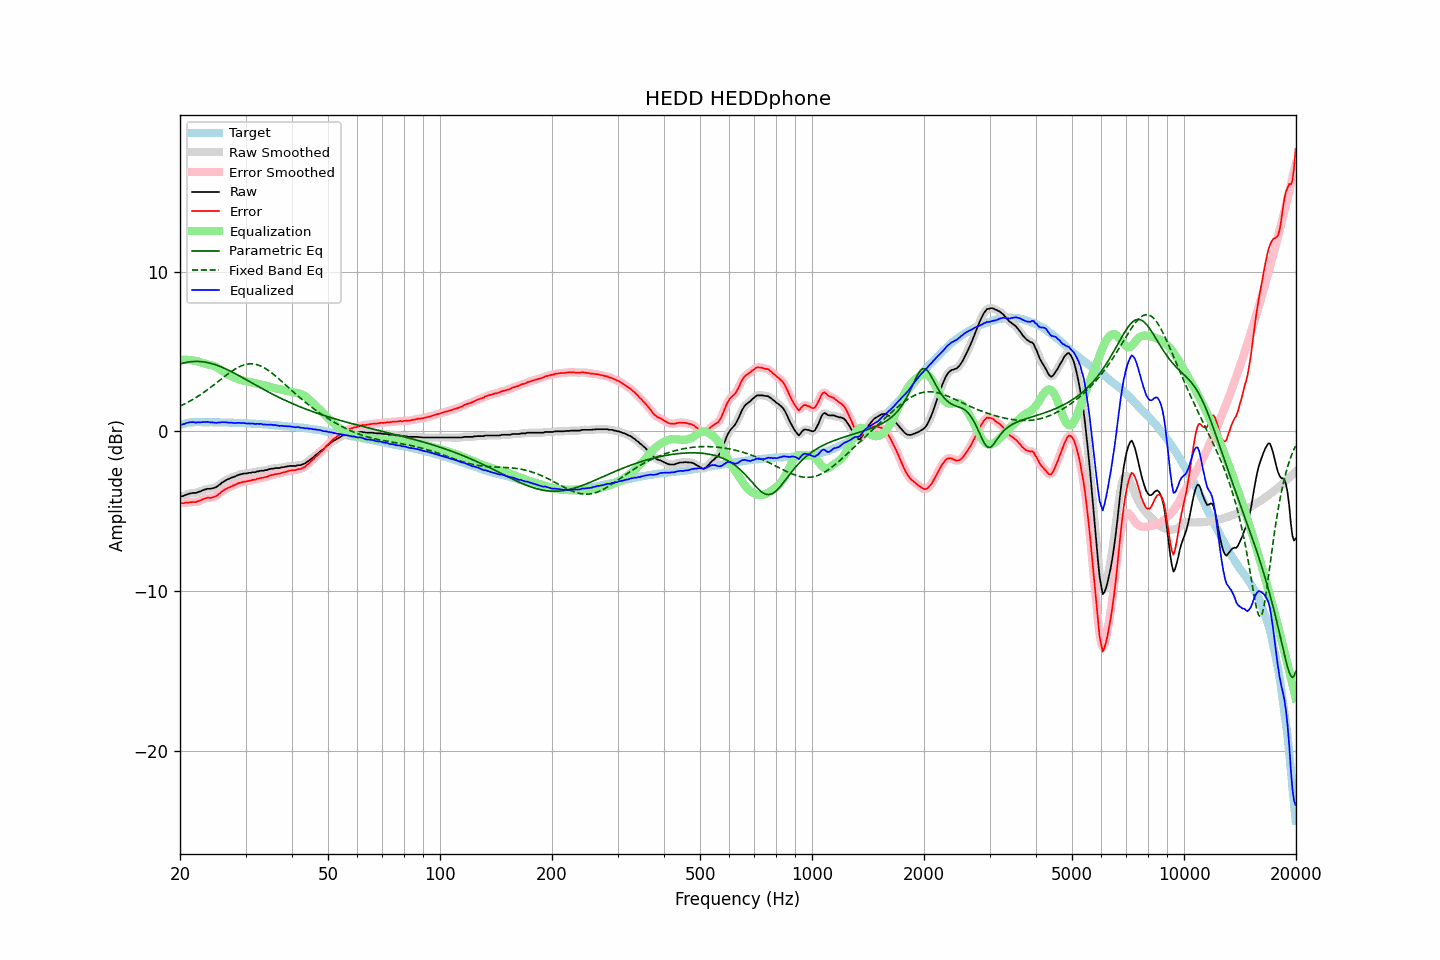 HEDD HEDDphone
Target
Raw Smoothed
Error Smoothed
Raw
Error
Equalization
Parametric Eq
Fixed Band Eq
Equalized
10
0
−10
−20
Amplitude (dBr)
20 50 100 200 500 1000 2000 5000 10000 20000
Frequency (Hz)